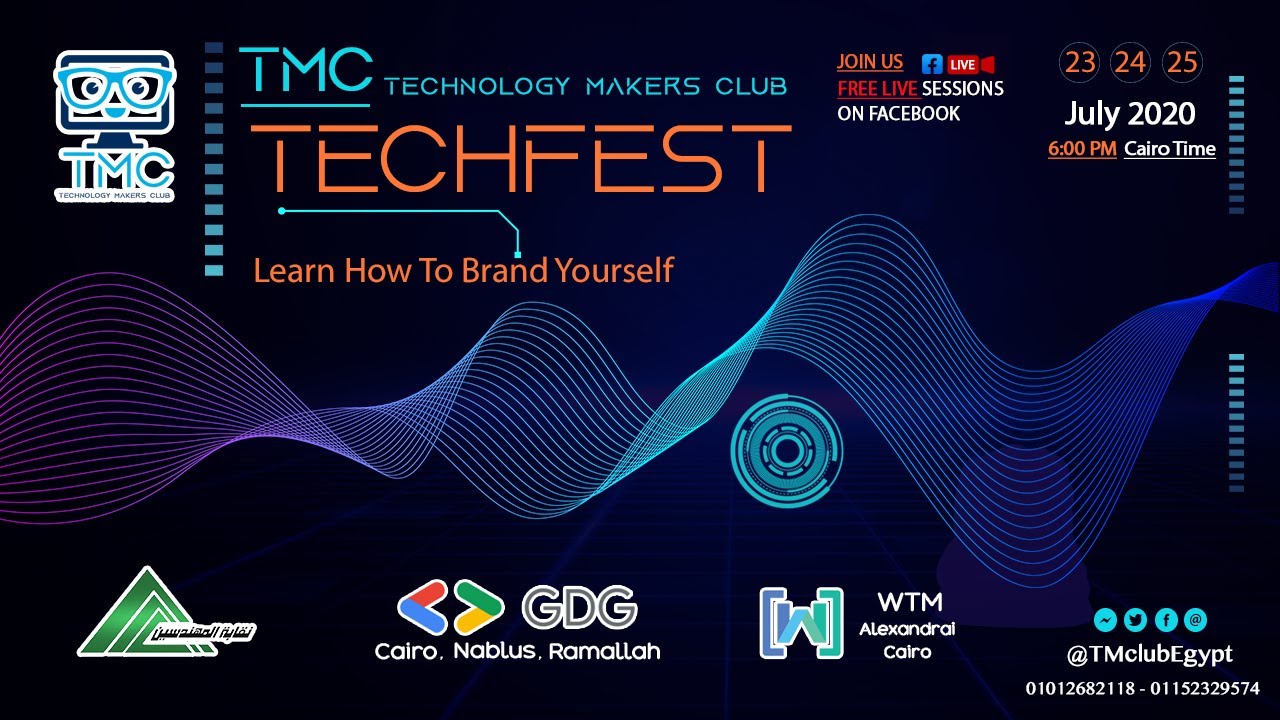 TMC TECHNOLOGY MAKERS CLUB
TECHFEST
Learn How To Brand Yourself
JOIN US LIVE
FREE LIVE SESSIONS
ON FACEBOOK
23 24 25
July 2020
6:00 PM Cairo Time
TMC
TECHNOLOGY MAKERS CLUB
نقابة المهندسين
GDG
Cairo, Nablus, Ramallah
W
WTM
Alexandrai
Cairo
@TMclubEgypt
01012682118 - 01152329574